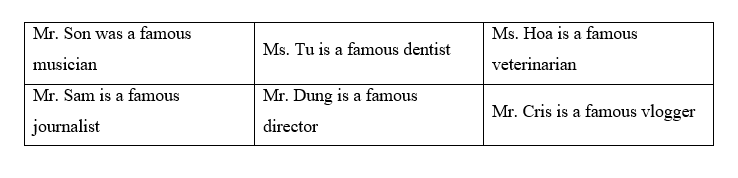 Mr. Son was a famous
musician
Ms. Tu is a famous dentist
Ms. Hoa is a famous
veterinarian
Mr. Sam is a famous
journalist
Mr. Dung is a famous
director
Mr. Cris is a famous vlogger